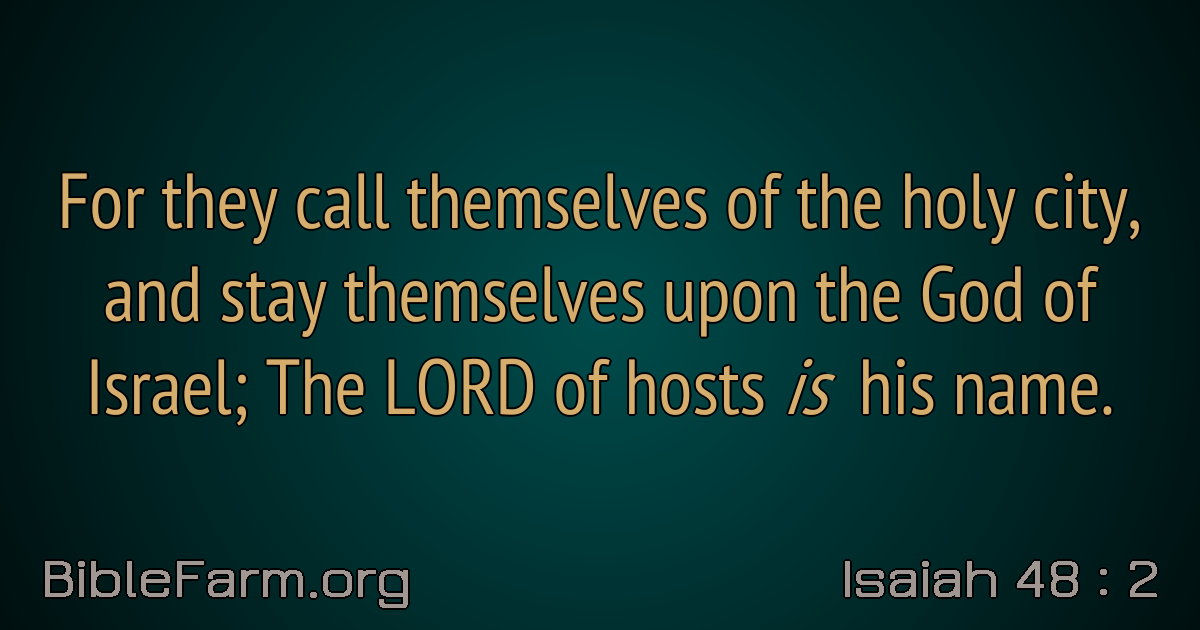 For they call themselves of the holy city,
and stay themselves upon the God of
Israel; The LORD of hosts is his name.
BibleFarm.org
Isaiah 48 : 2